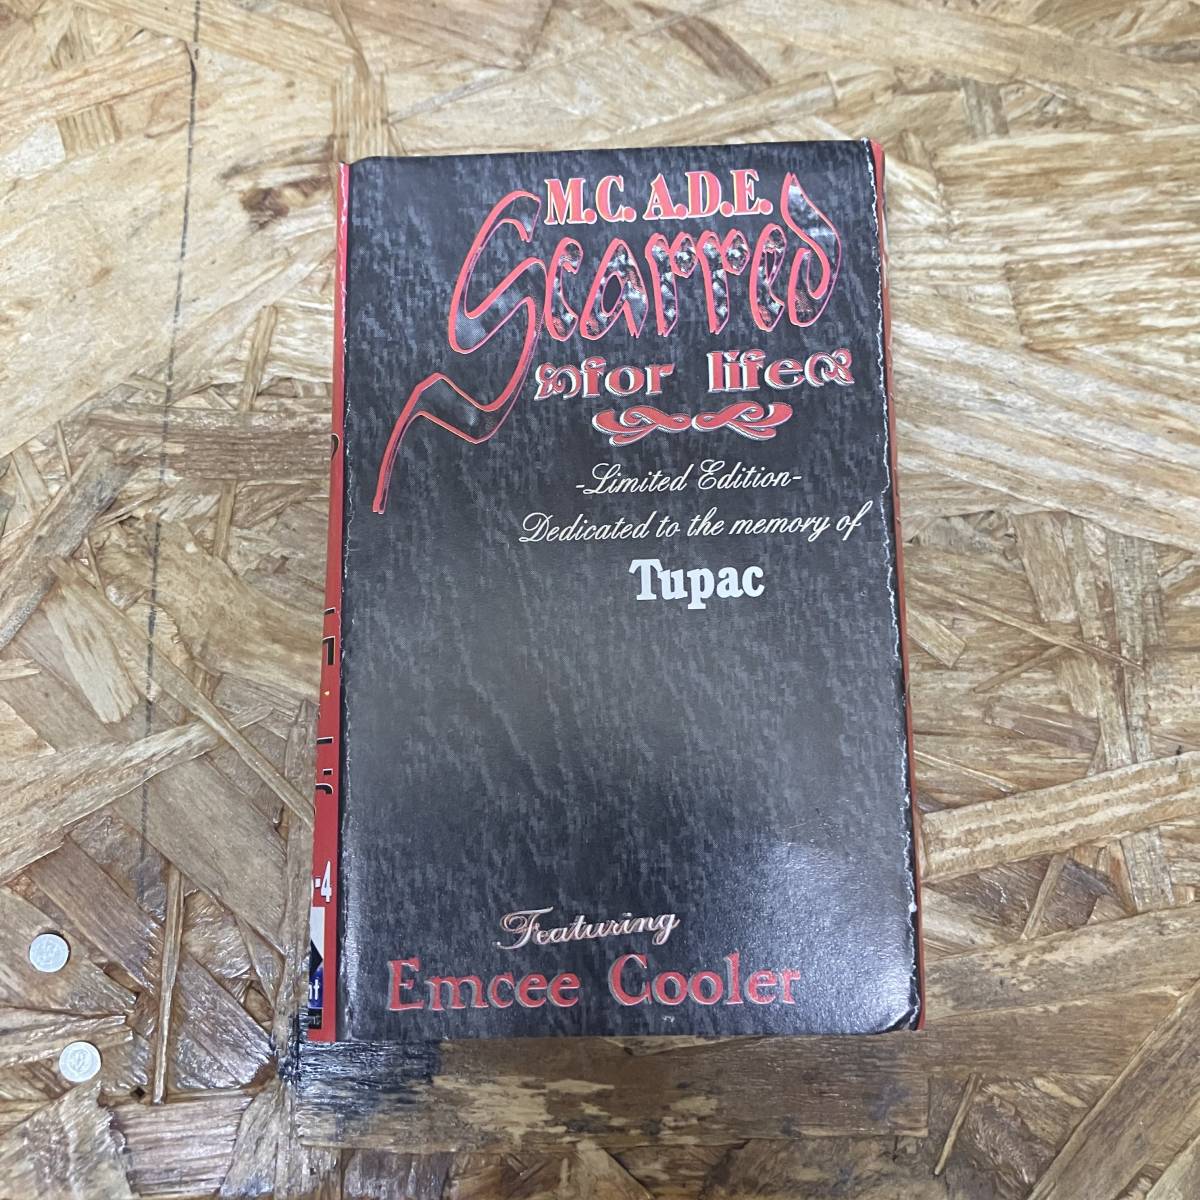 M.C. A.D.E.
Scarred
for life
-Limited Edition-
Dedicated to the memory of
Tupac
Featuring
Emcee Cooler